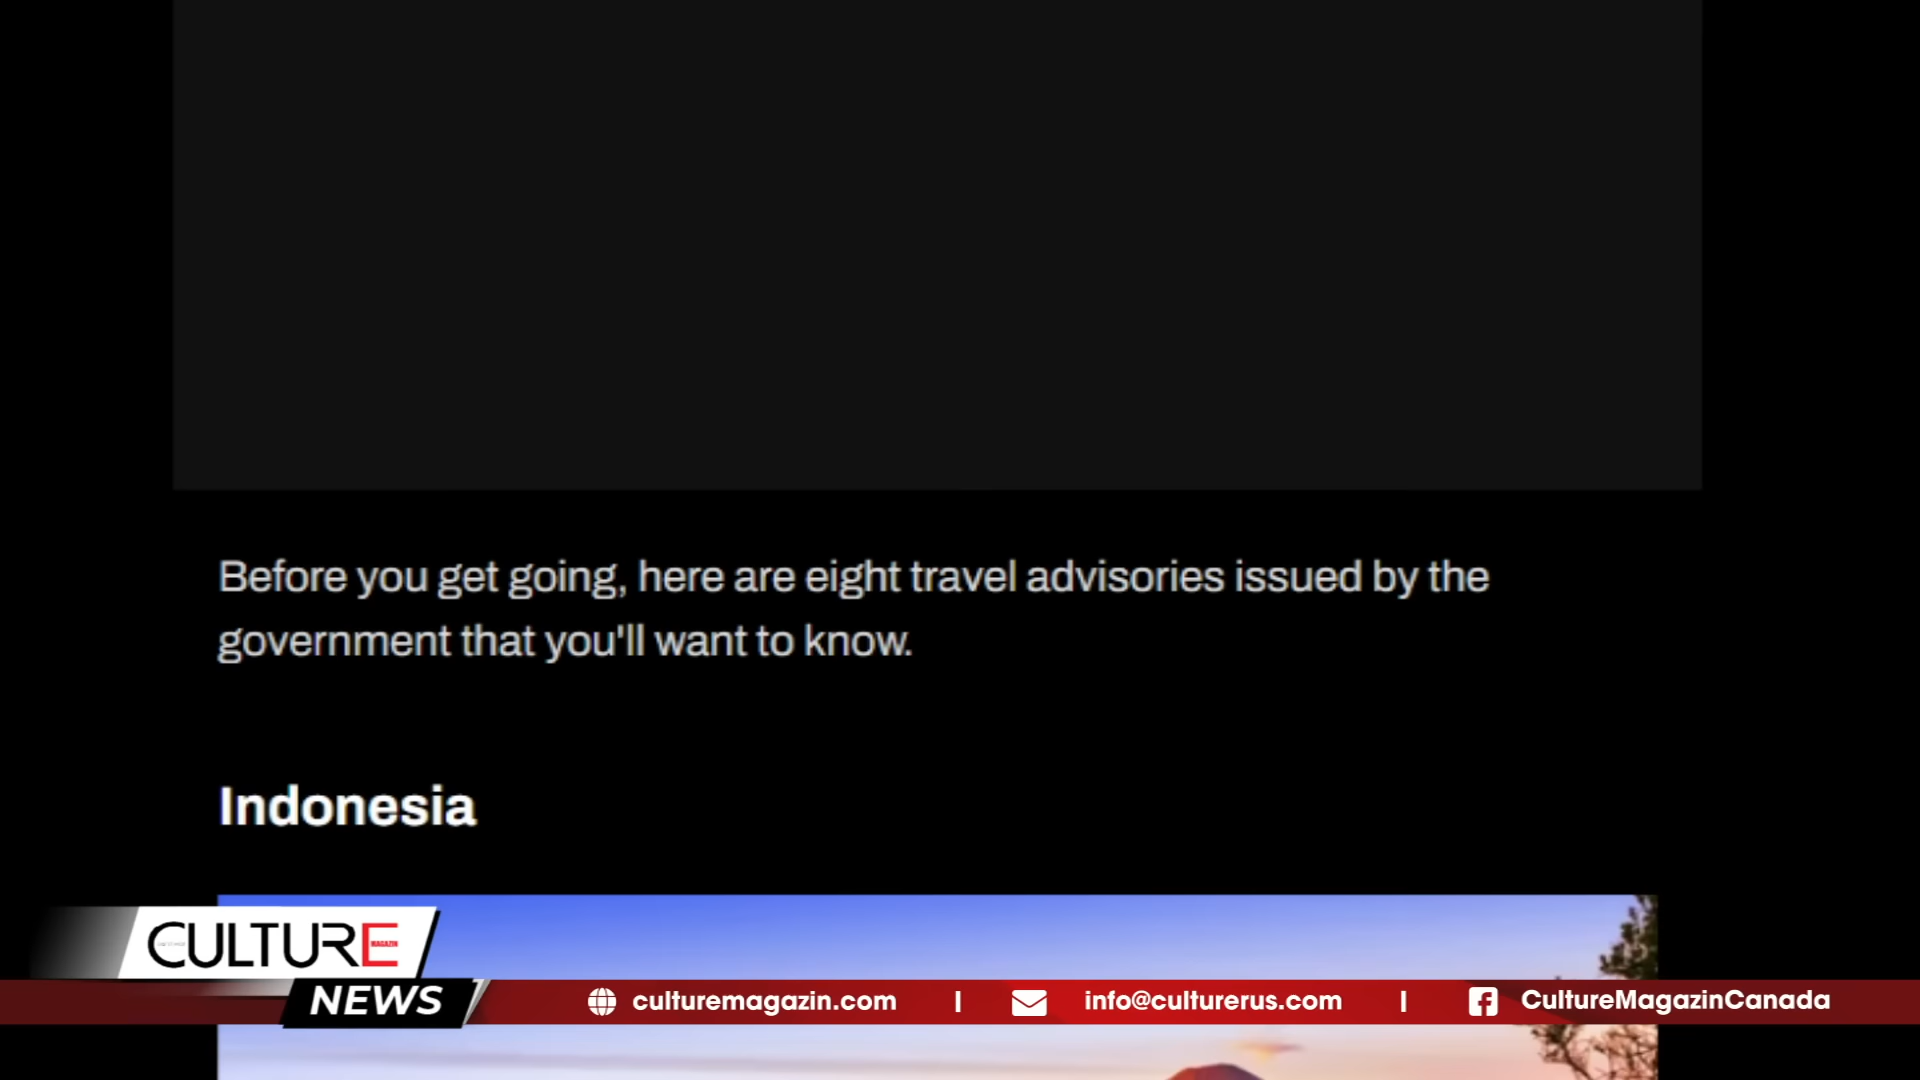 Before you get going, here are eight travel advisories issued by the
government that you'll want to know.
Indonesia
CULTURE
MAGAZIN
NEWS
culturemagazin.com | info@culturerus.com | CultureMagazinCanada